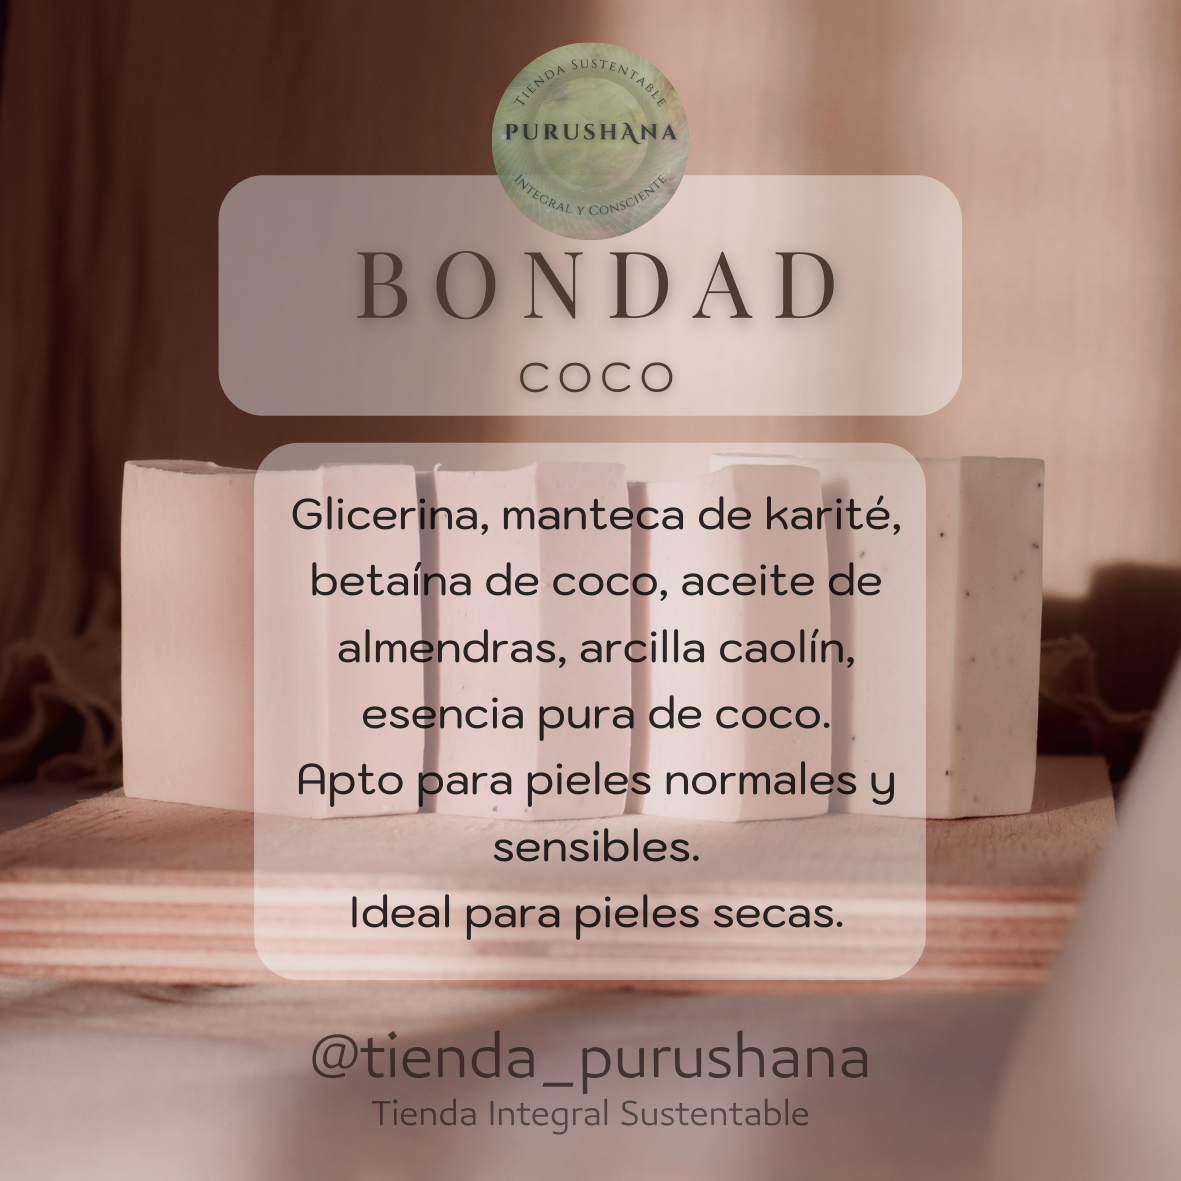 Tienda Sustentable
PURUSHANA
Integral y Consciente
BONDAD
COCO
Glicerina, manteca de karité,
betaína de coco, aceite de
almendras, arcilla caolín,
esencia pura de coco.
Apto para pieles normales y
sensibles.
Ideal para pieles secas.
@tienda_purushana
Tienda Integral Sustentable